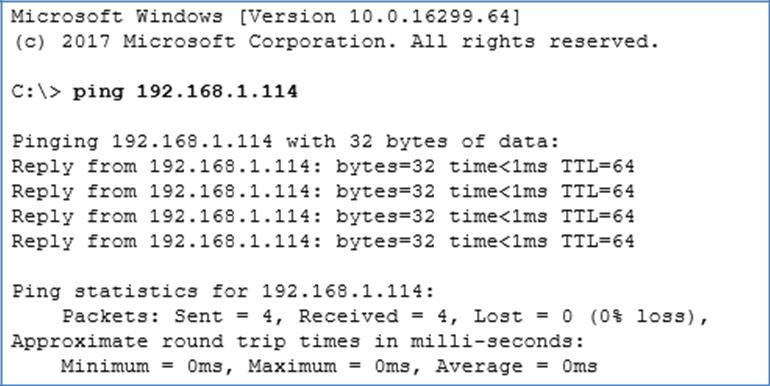 Microsoft Windows [Version 10.0.16299.64]
(c) 2017 Microsoft Corporation. All rights reserved.
C:\> ping 192.168.1.114
Pinging 192.168.1.114 with 32 bytes of data:
Reply from 192.168.1.114: bytes=32 time<1ms TTL=64
Reply from 192.168.1.114: bytes=32 time<1ms TTL=64
Reply from 192.168.1.114: bytes=32 time<1ms TTL=64
Reply from 192.168.1.114: bytes=32 time<1ms TTL=64
Ping statistics for 192.168.1.114:
Packets: Sent = 4, Received = 4, Lost = 0 (0% loss),
Approximate round trip times in milli-seconds:
Minimum = 0ms, Maximum = 0ms, Average = 0ms